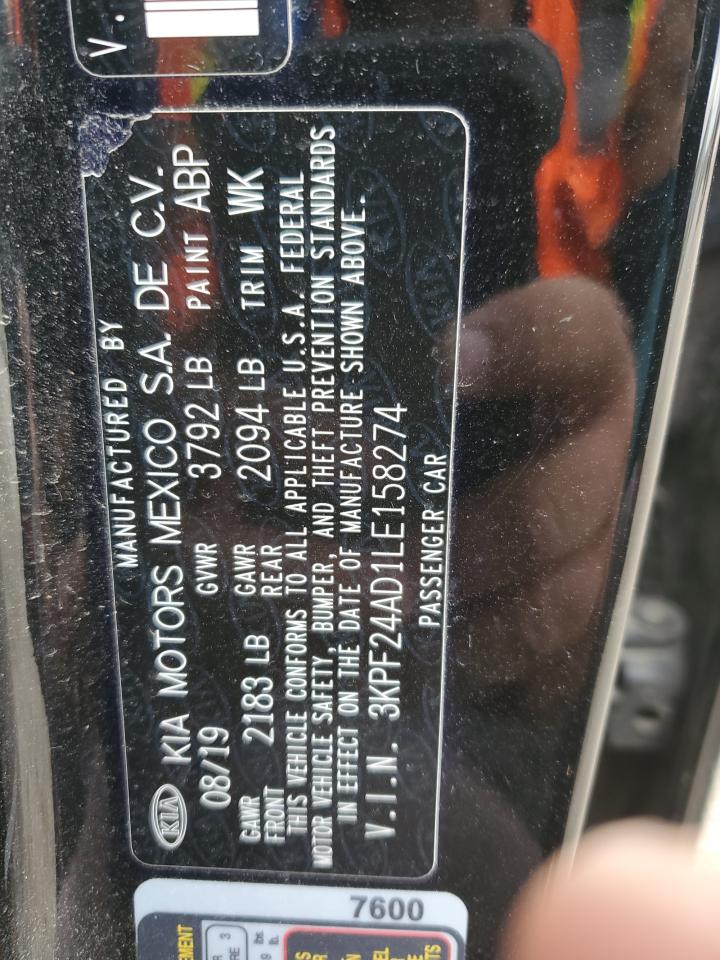 V.
MANUFACTURED BY
KIA KIA MOTORS MEXICO S.A. DE C.V.
08/19 GVWR 3792 LB PAINT ABP
GAWR FRONT 2183 LB GAWR REAR 2094 LB TRIM WK
THIS VEHICLE CONFORMS TO ALL APPLICABLE U.S.A. FEDERAL
MOTOR VEHICLE SAFETY, BUMPER, AND THEFT PREVENTION STANDARDS
IN EFFECT ON THE DATE OF MANUFACTURE SHOWN ABOVE.
V.I.N. 3KPF24AD1LE158274
PASSENGER CAR
7600